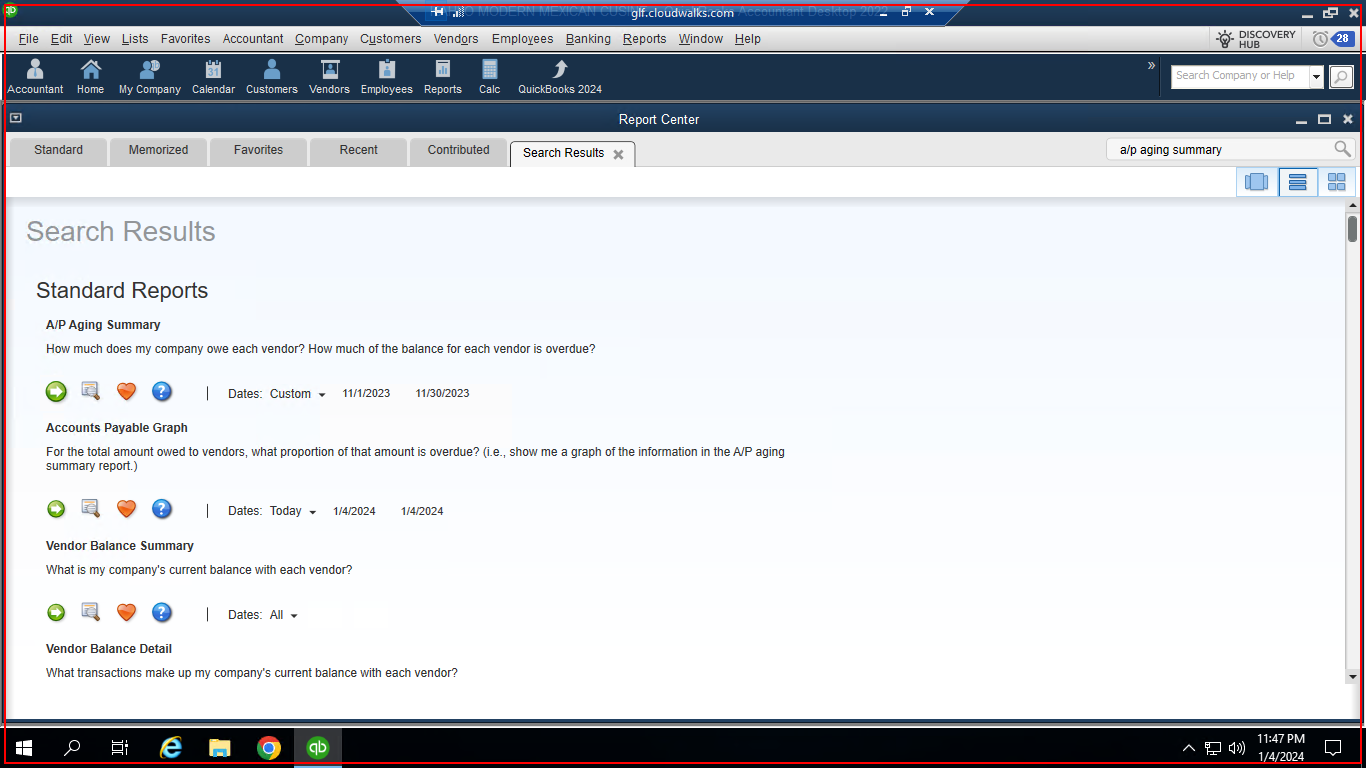 MODERN MEXICAN Accountant Desktop 2022
glf.cloudwalks.com
File Edit View Lists Favorites Accountant Company Customers Vendors Employees Banking Reports Window Help
DISCOVERY
HUB
28
31
Accountant Home My Company Calendar Customers Vendors Employees Reports Calc QuickBooks 2024
»
Search Company or Help
Report Center
Standard Memorized Favorites Recent Contributed Search Results
a/p aging summary
Search Results
Standard Reports
A/P Aging Summary
How much does my company owe each vendor? How much of the balance for each vendor is overdue?
Dates: Custom 11/1/2023 11/30/2023
Accounts Payable Graph
For the total amount owed to vendors, what proportion of that amount is overdue? (i.e., show me a graph of the information in the A/P aging
summary report.)
Dates: Today 1/4/2024 1/4/2024
Vendor Balance Summary
What is my company's current balance with each vendor?
Dates: All
Vendor Balance Detail
What transactions make up my company's current balance with each vendor?
11:47 PM
1/4/2024